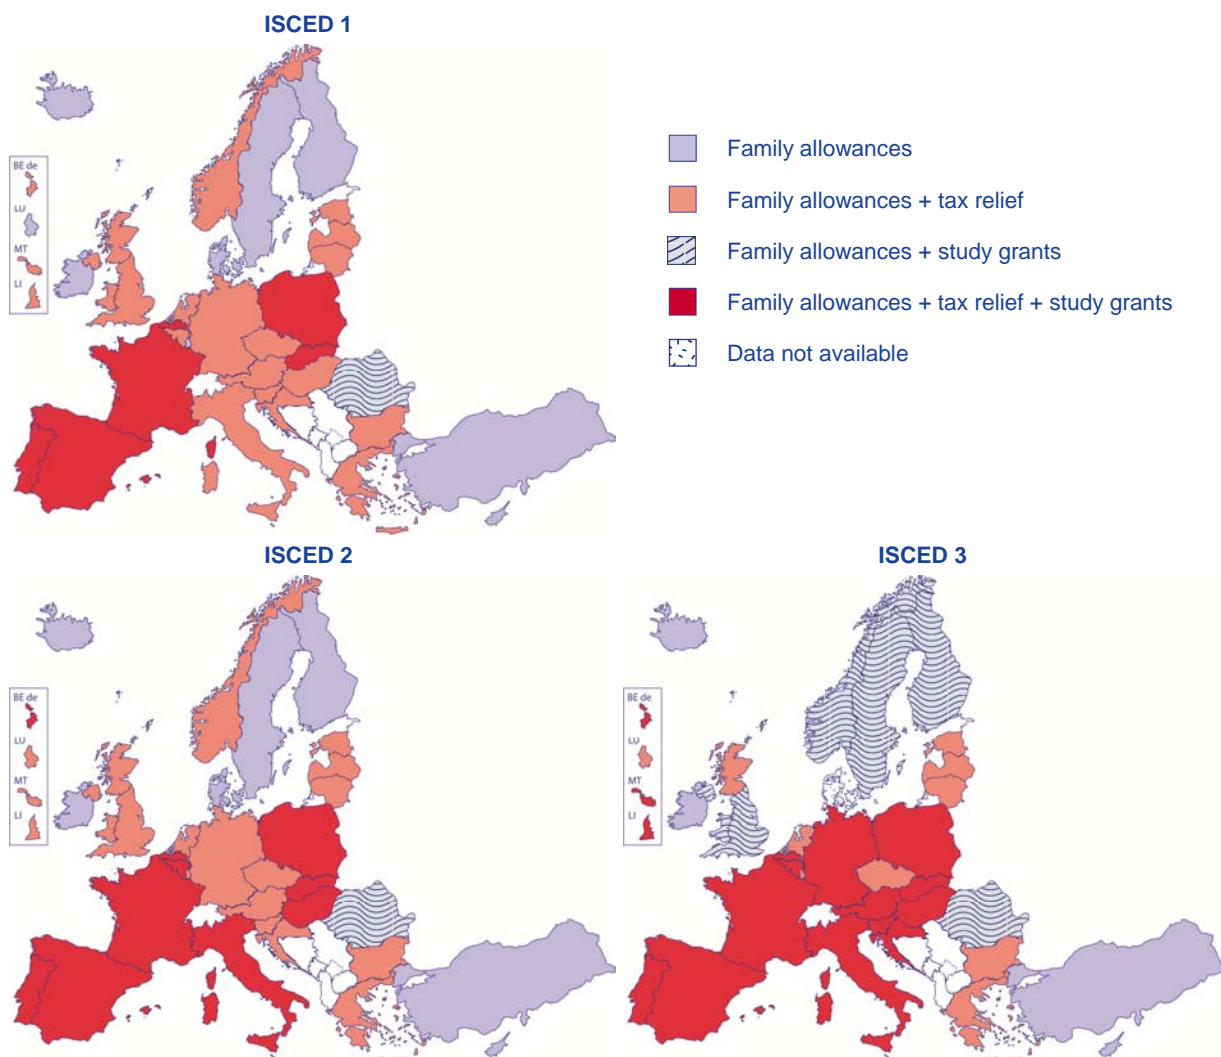 ISCED 1
BE de
LU
MT
LI
Family allowances
Family allowances + tax relief
Family allowances + study grants
Family allowances + tax relief + study grants
Data not available
ISCED 2
ISCED 3
BE de
LU
MT
LI
BE de
LU
MT
LI